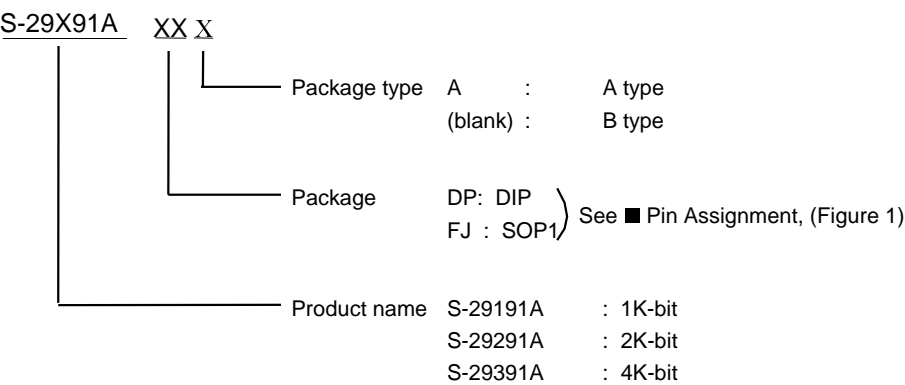 S-29X91A XX X
Package type A : A type
(blank) : B type
Package DP: DIP
FJ : SOP1
See ■ Pin Assignment, (Figure 1)
Product name S-29191A : 1K-bit
S-29291A : 2K-bit
S-29391A : 4K-bit